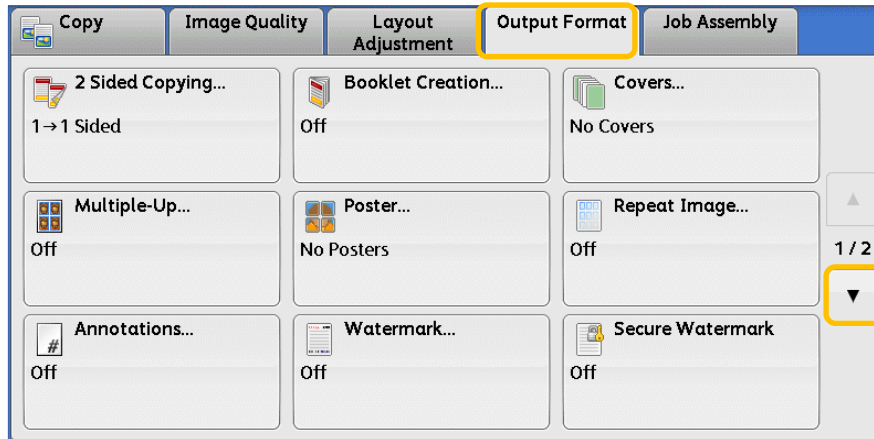 Copy
Image Quality
Layout
Adjustment
Output Format
Job Assembly
2 Sided Copying...
1→1 Sided
Booklet Creation...
Off
Covers...
No Covers
Multiple-Up...
Off
Poster...
No Posters
Repeat Image...
Off
1/2
Annotations...
#
Off
Watermark...
Off
Secure Watermark
Off